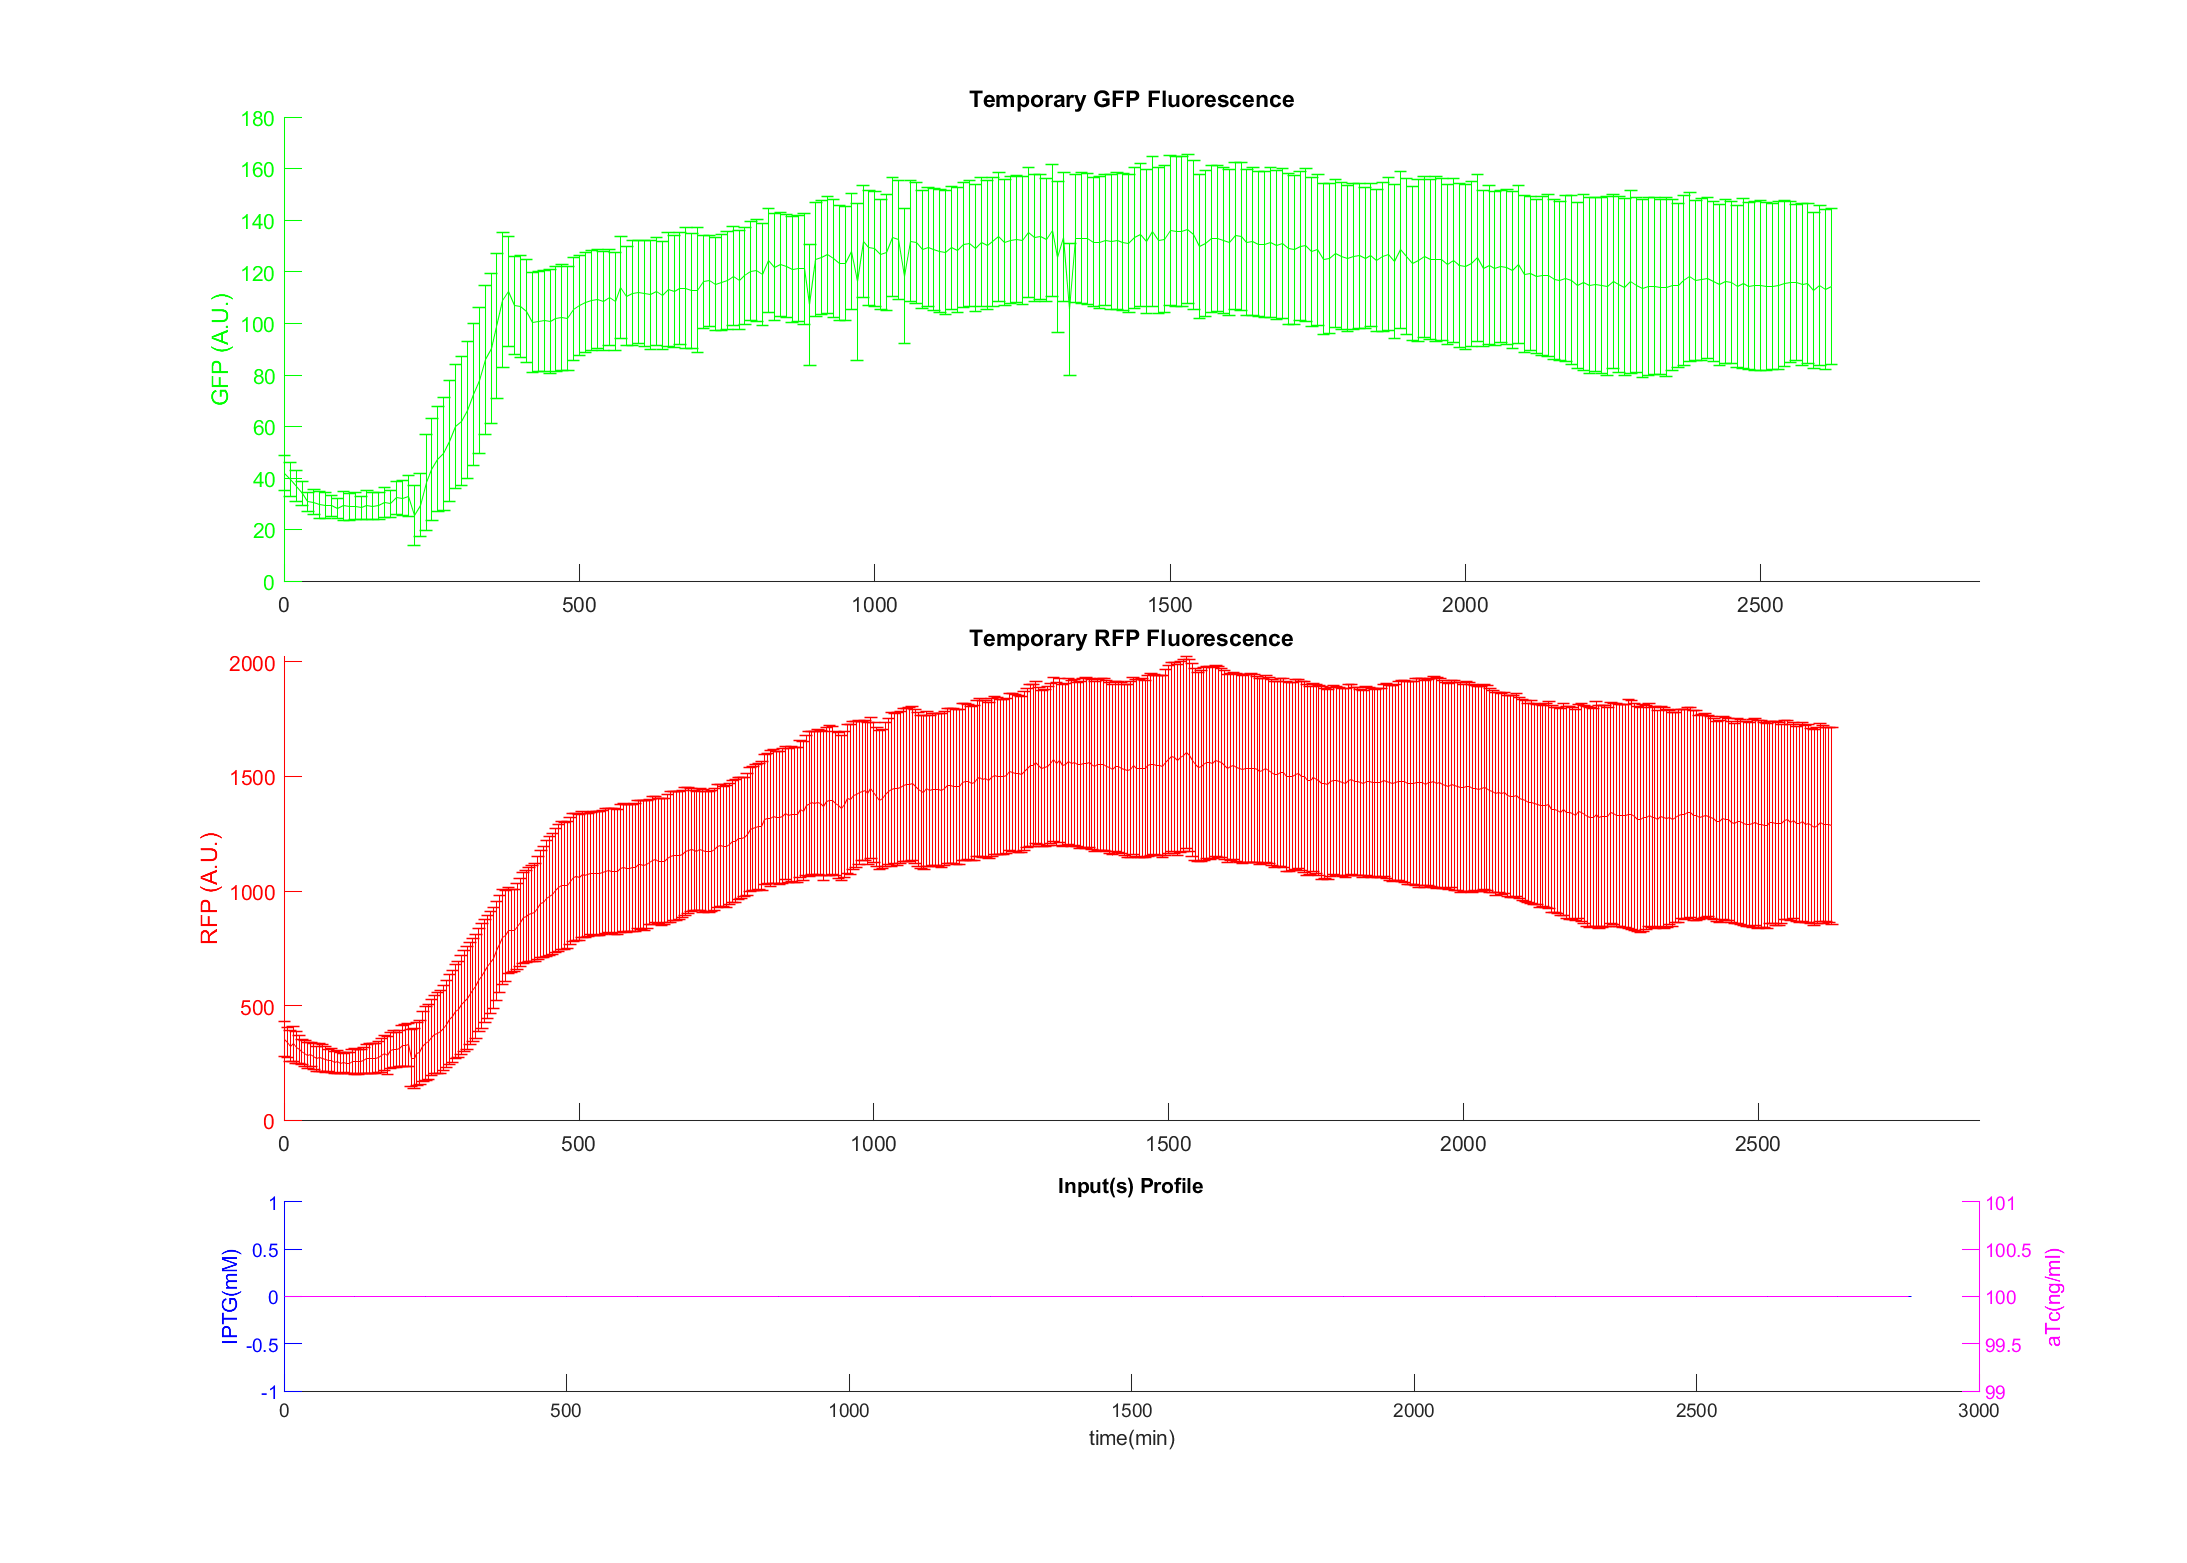 Temporary GFP Fluorescence
180
160
140
120
100
80
60
40
20
0
GFP (A.U.)
0 500 1000 1500 2000 2500
Temporary RFP Fluorescence
2000
1500
1000
500
0
RFP (A.U.)
0 500 1000 1500 2000 2500
Input(s) Profile
1 101
0.5 100.5
0 100
-0.5 99.5
-1 99
IPTG(mM) aTc(ng/ml)
0 500 1000 1500 2000 2500 3000
time(min)